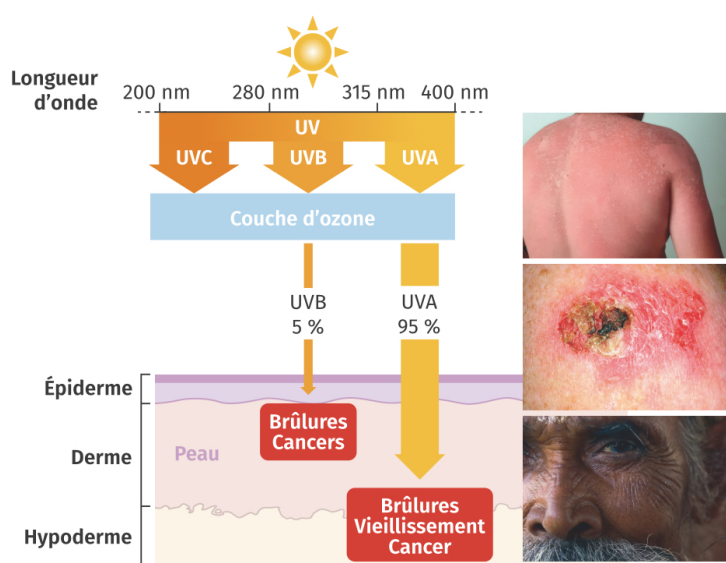 Longueur
d'onde
200 nm 280 nm 315 nm 400 nm
UV
UVC UVB UVA
Couche d'ozone
UVB
5 %
UVA
95 %
Épiderme
Derme
Hypoderme
Peau
Brûlures
Cancers
Brûlures
Vieillissement
Cancer